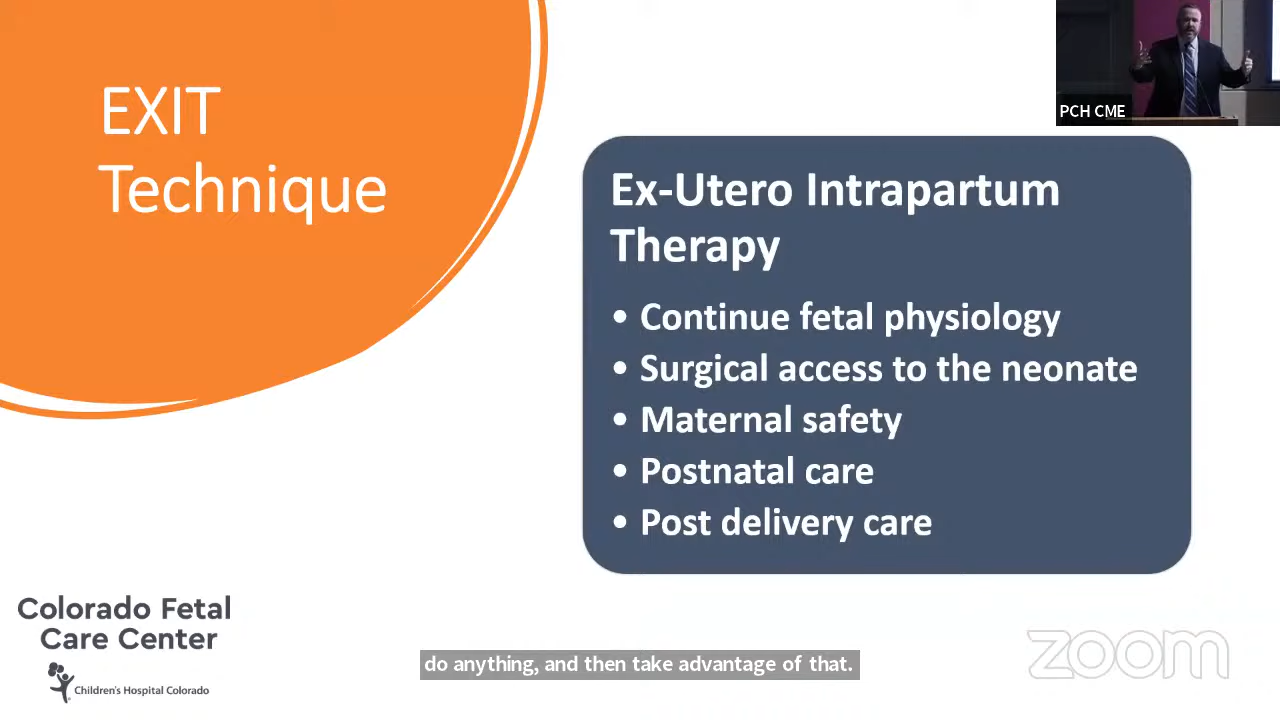 EXIT
Technique
PCH CME
Ex-Utero Intrapartum
Therapy
• Continue fetal physiology
• Surgical access to the neonate
• Maternal safety
• Postnatal care
• Post delivery care
Colorado Fetal
Care Center
Children's Hospital Colorado
do anything, and then take advantage of that.
zoom